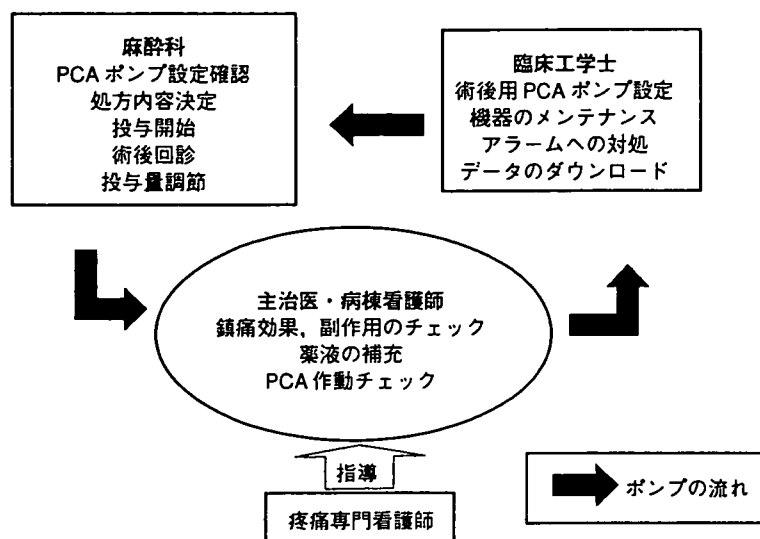 麻酔科
PCA ポンプ設定確認
処方内容決定
投与開始
術後回診
投与量調節
臨床工学士
術後用 PCA ポンプ設定
機器のメンテナンス
アラームへの対処
データのダウンロード
主治医・病棟看護師
鎮痛効果，副作用のチェック
薬液の補充
PCA 作動チェック
指導
疼痛専門看護師
ポンプの流れ